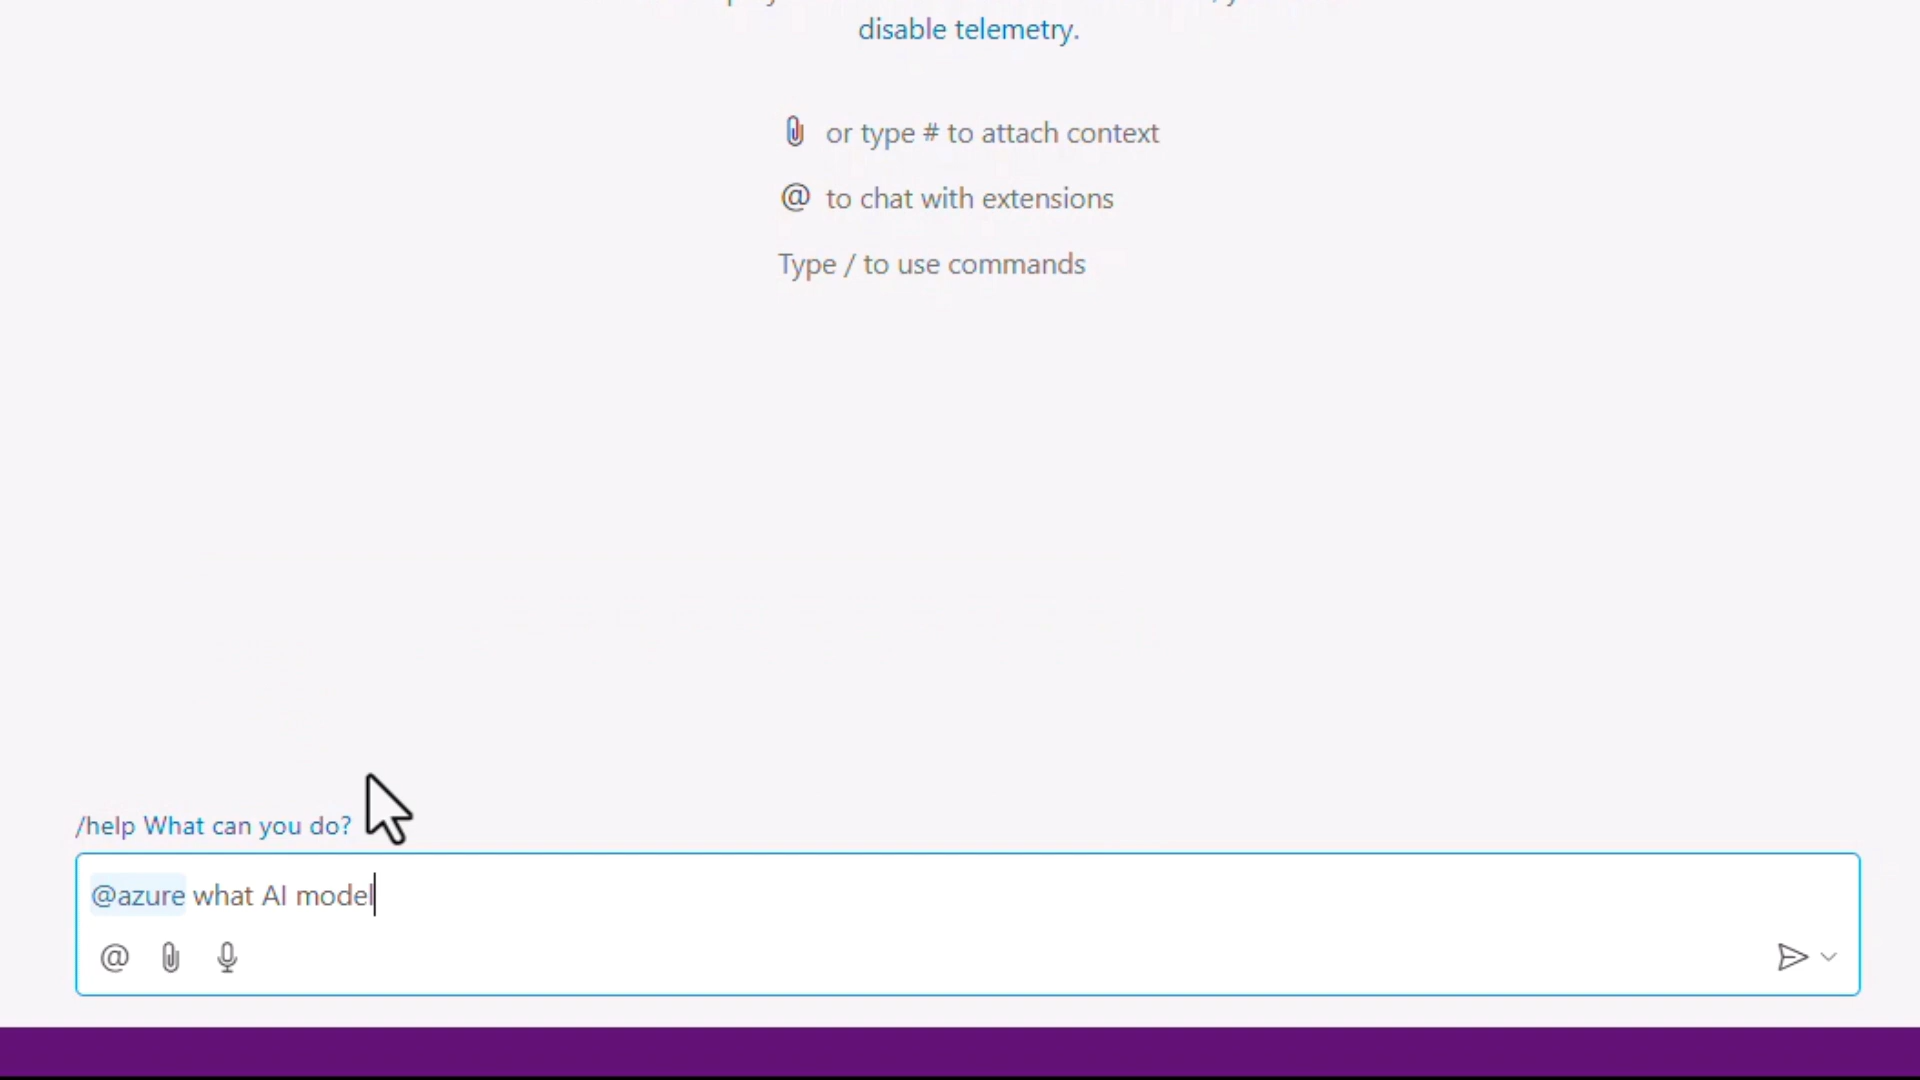 disable telemetry.
or type # to attach context
@ to chat with extensions
Type / to use commands
/help What can you do?
@azure what AI model
@